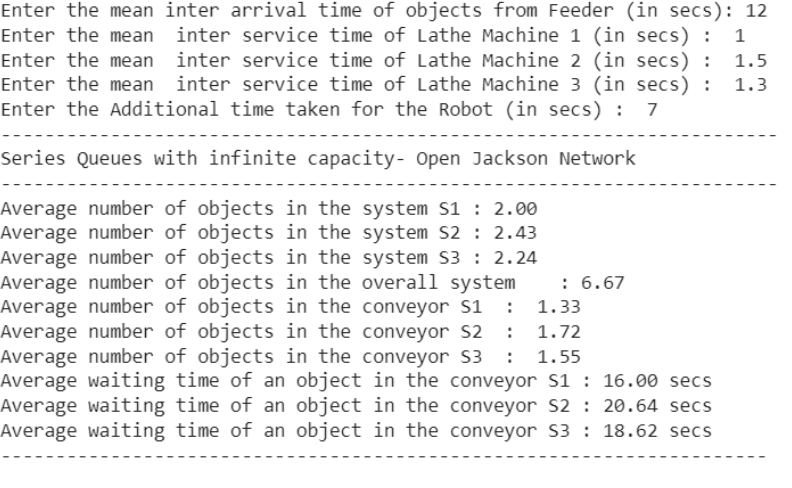 Enter the mean inter arrival time of objects from Feeder (in secs): 12
Enter the mean  inter service time of Lathe Machine 1 (in secs) :  1
Enter the mean  inter service time of Lathe Machine 2 (in secs) :  1.5
Enter the mean  inter service time of Lathe Machine 3 (in secs) :  1.3
Enter the Additional time taken for the Robot (in secs) :  7
-----------------------------------------------------------------------
Series Queues with infinite capacity- Open Jackson Network
-----------------------------------------------------------------------
Average number of objects in the system S1 : 2.00
Average number of objects in the system S2 : 2.43
Average number of objects in the system S3 : 2.24
Average number of objects in the overall system    : 6.67
Average number of objects in the conveyor S1  :  1.33
Average number of objects in the conveyor S2  :  1.72
Average number of objects in the conveyor S3  :  1.55
Average waiting time of an object in the conveyor S1 : 16.00 secs
Average waiting time of an object in the conveyor S2 : 20.64 secs
Average waiting time of an object in the conveyor S3 : 18.62 secs
----------------------------------------------------------------------